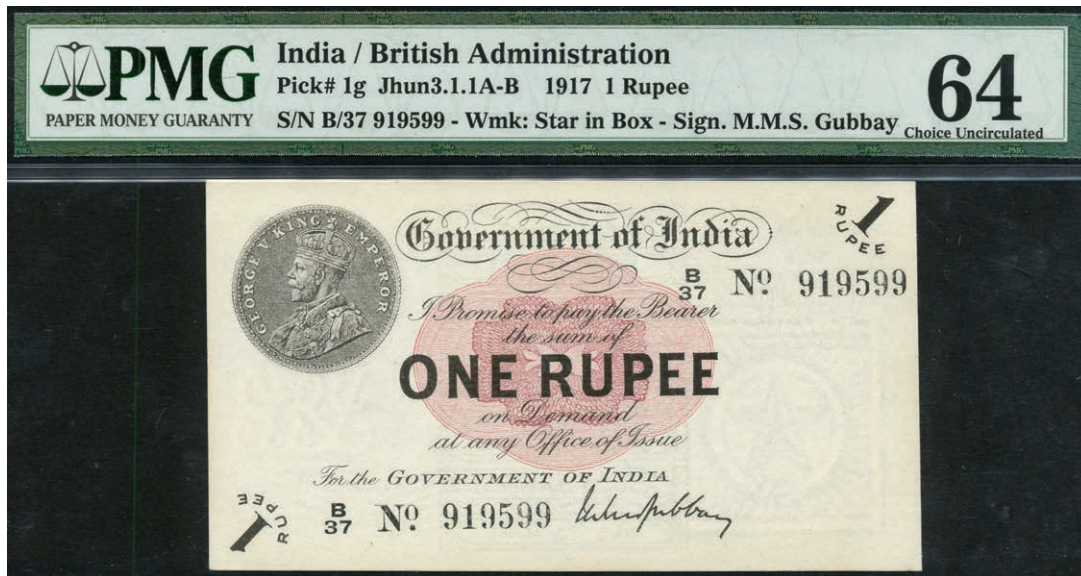 PMG
PAPER MONEY GUARANTY
India / British Administration
Pick# 1g Jhun3.1.1A-B 1917 1 Rupee
S/N B/37 919599 - Wmk: Star in Box - Sign. M.M.S. Gubbay
64
Choice Uncirculated
GEORGE V KING EMPEROR
Government of India
1 RUPEE
B/37 Nº 919599
I Promise to pay the Bearer
the sum of
ONE RUPEE
on Demand
at any Office of Issue
For the GOVERNMENT OF INDIA
1 RUPEE
B/37 Nº 919599